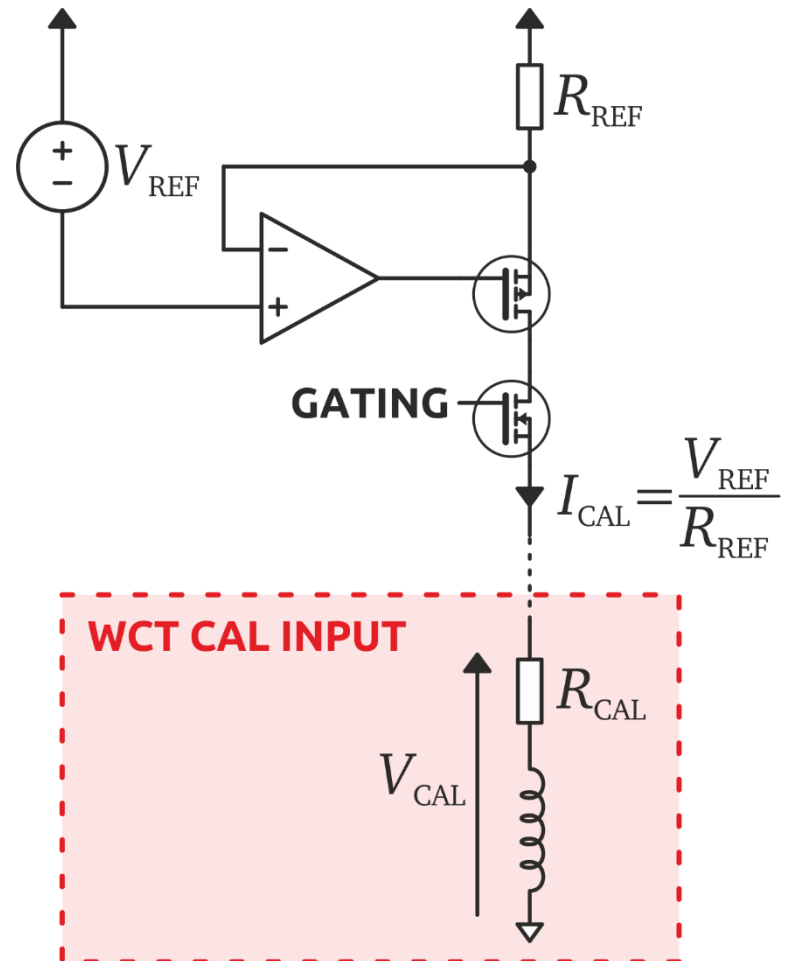 R_REF
+
−
V_REF
−
+
GATING
I_CAL = V_REF / R_REF
WCT CAL INPUT
R_CAL
V_CAL